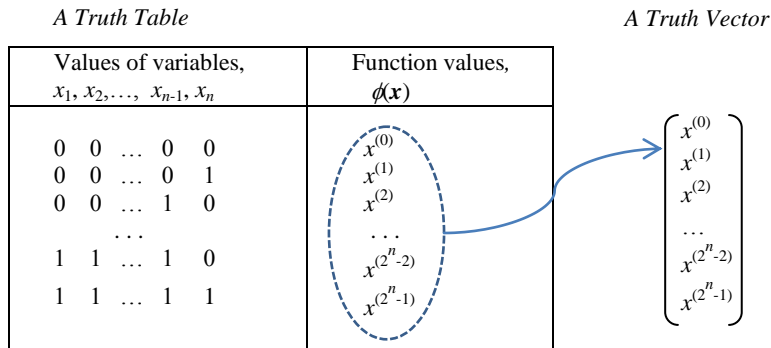 A Truth Table
A Truth Vector
Values of variables,
x₁, x₂,…, xₙ₋₁, xₙ
Function values,
ϕ(x)
0 0 … 0 0
0 0 … 0 1
0 0 … 1 0
. . .
1 1 … 1 0
1 1 … 1 1
x^(0)
x^(1)
x^(2)
. . .
x^(2^n-2)
x^(2^n-1)
x^(0)
x^(1)
x^(2)
…
x^(2^n-2)
x^(2^n-1)